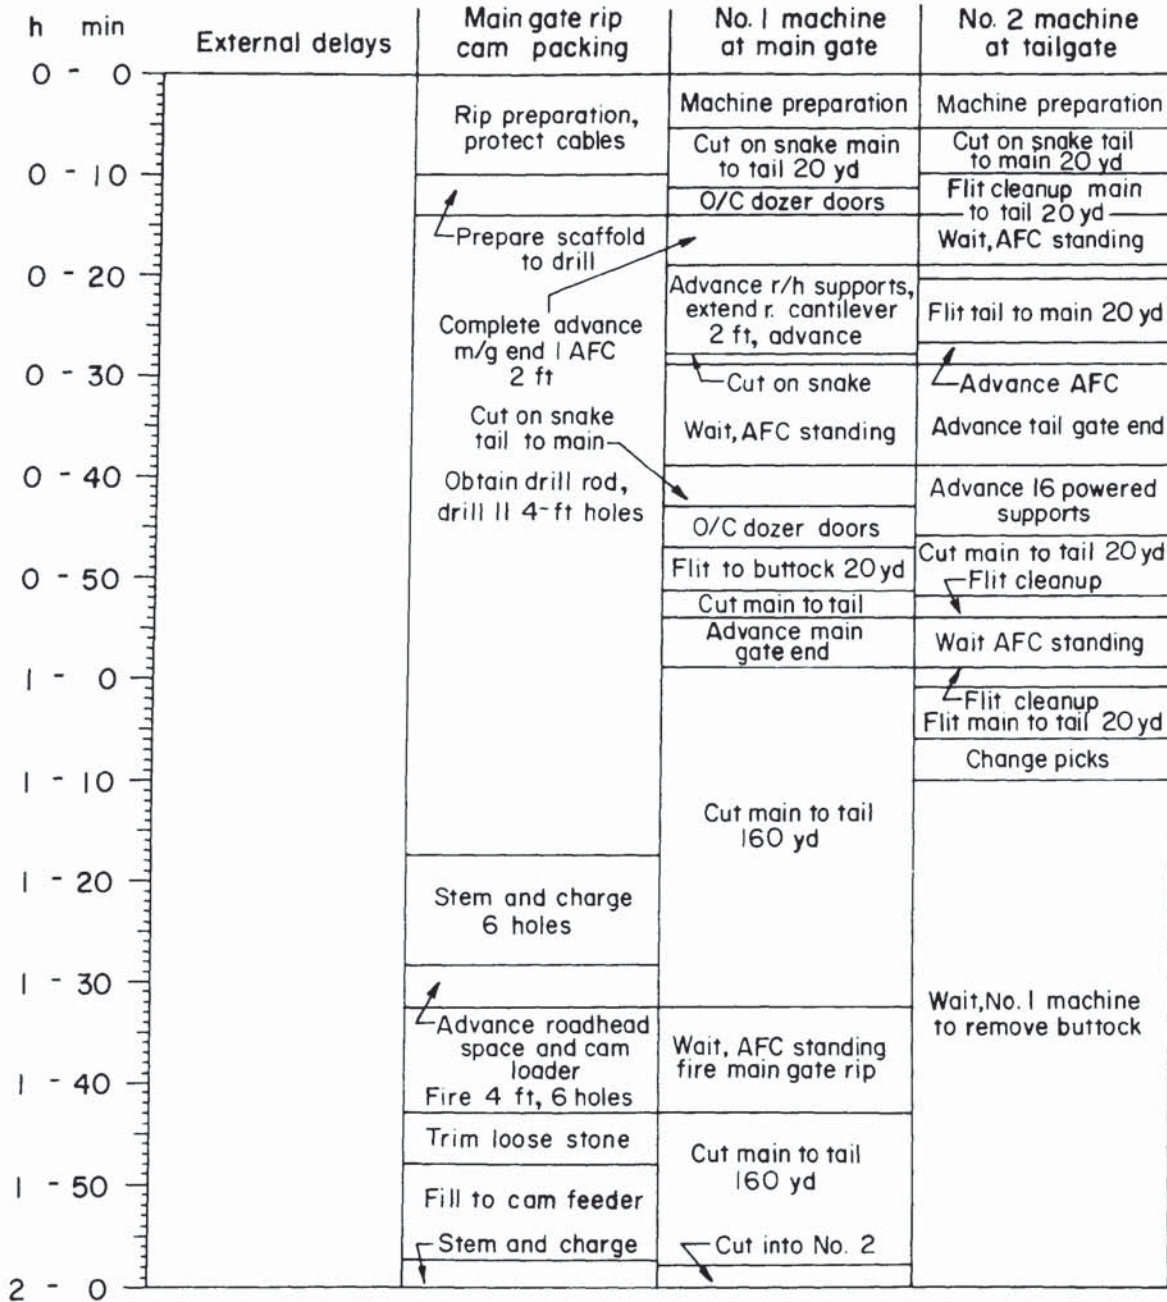 h min
External delays
Main gate rip
cam packing
No. 1 machine
at main gate
No. 2 machine
at tailgate
0 - 0
0 - 10
0 - 20
0 - 30
0 - 40
0 - 50
1 - 0
1 - 10
1 - 20
1 - 30
1 - 40
1 - 50
2 - 0
Rip preparation,
protect cables
Prepare scaffold
to drill
Complete advance
m/g end 1 AFC
2 ft
Cut on snake
tail to main
Obtain drill rod,
drill 11 4-ft holes
Stem and charge
6 holes
Advance roadhead
space and cam
loader
Fire 4 ft, 6 holes
Trim loose stone
Fill to cam feeder
Stem and charge
Machine preparation
Cut on snake main
to tail 20 yd
O/C dozer doors
Advance r/h supports,
extend r. cantilever
2 ft, advance
Cut on snake
Wait, AFC standing
O/C dozer doors
Flit to buttock 20 yd
Cut main to tail
Advance main
gate end
Cut main to tail
160 yd
Wait, AFC standing
fire main gate rip
Cut main to tail
160 yd
Cut into No. 2
Machine preparation
Cut on snake tail
to main 20 yd
Flit cleanup main
to tail 20 yd
Wait, AFC standing
Flit tail to main 20 yd
Advance AFC
Advance tail gate end
Advance 16 powered
supports
Cut main to tail 20 yd
Flit cleanup
Wait AFC standing
Flit cleanup
Flit main to tail 20 yd
Change picks
Wait, No. 1 machine
to remove buttock